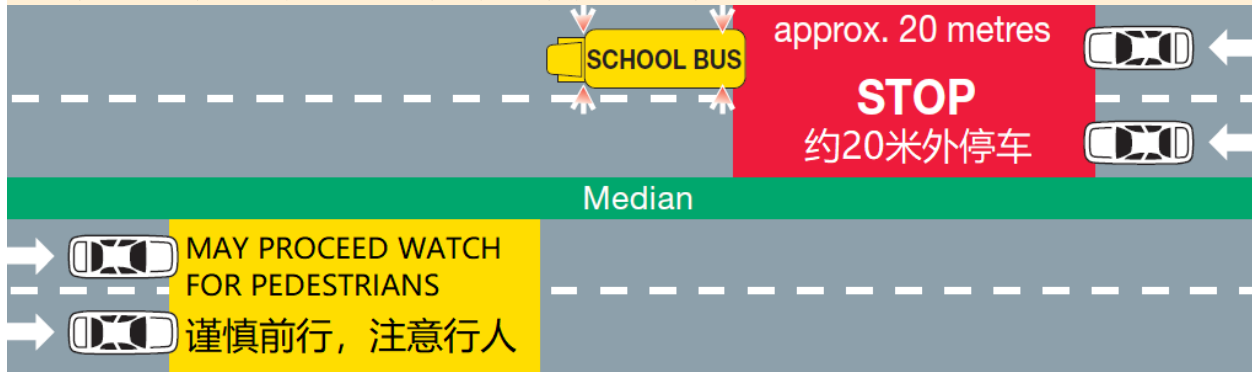 SCHOOL BUS
approx. 20 metres
STOP
约20米外停车
Median
MAY PROCEED WATCH
FOR PEDESTRIANS
谨慎前行，注意行人